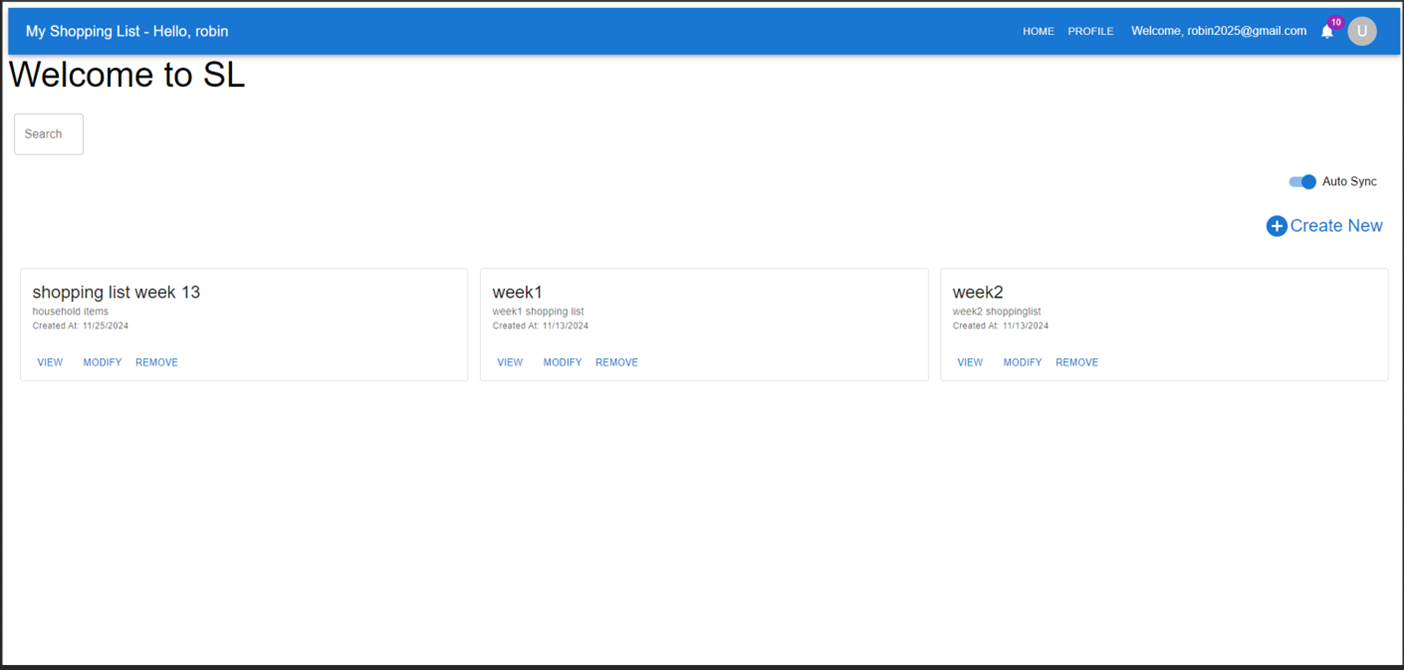 My Shopping List - Hello, robin
HOME PROFILE Welcome, robin2025@gmail.com 10 U
Welcome to SL
Search
Auto Sync
Create New
shopping list week 13
household items
Created At: 11/25/2024
VIEW MODIFY REMOVE
week1
week1 shopping list
Created At: 11/13/2024
VIEW MODIFY REMOVE
week2
week2 shoppinglist
Created At: 11/13/2024
VIEW MODIFY REMOVE